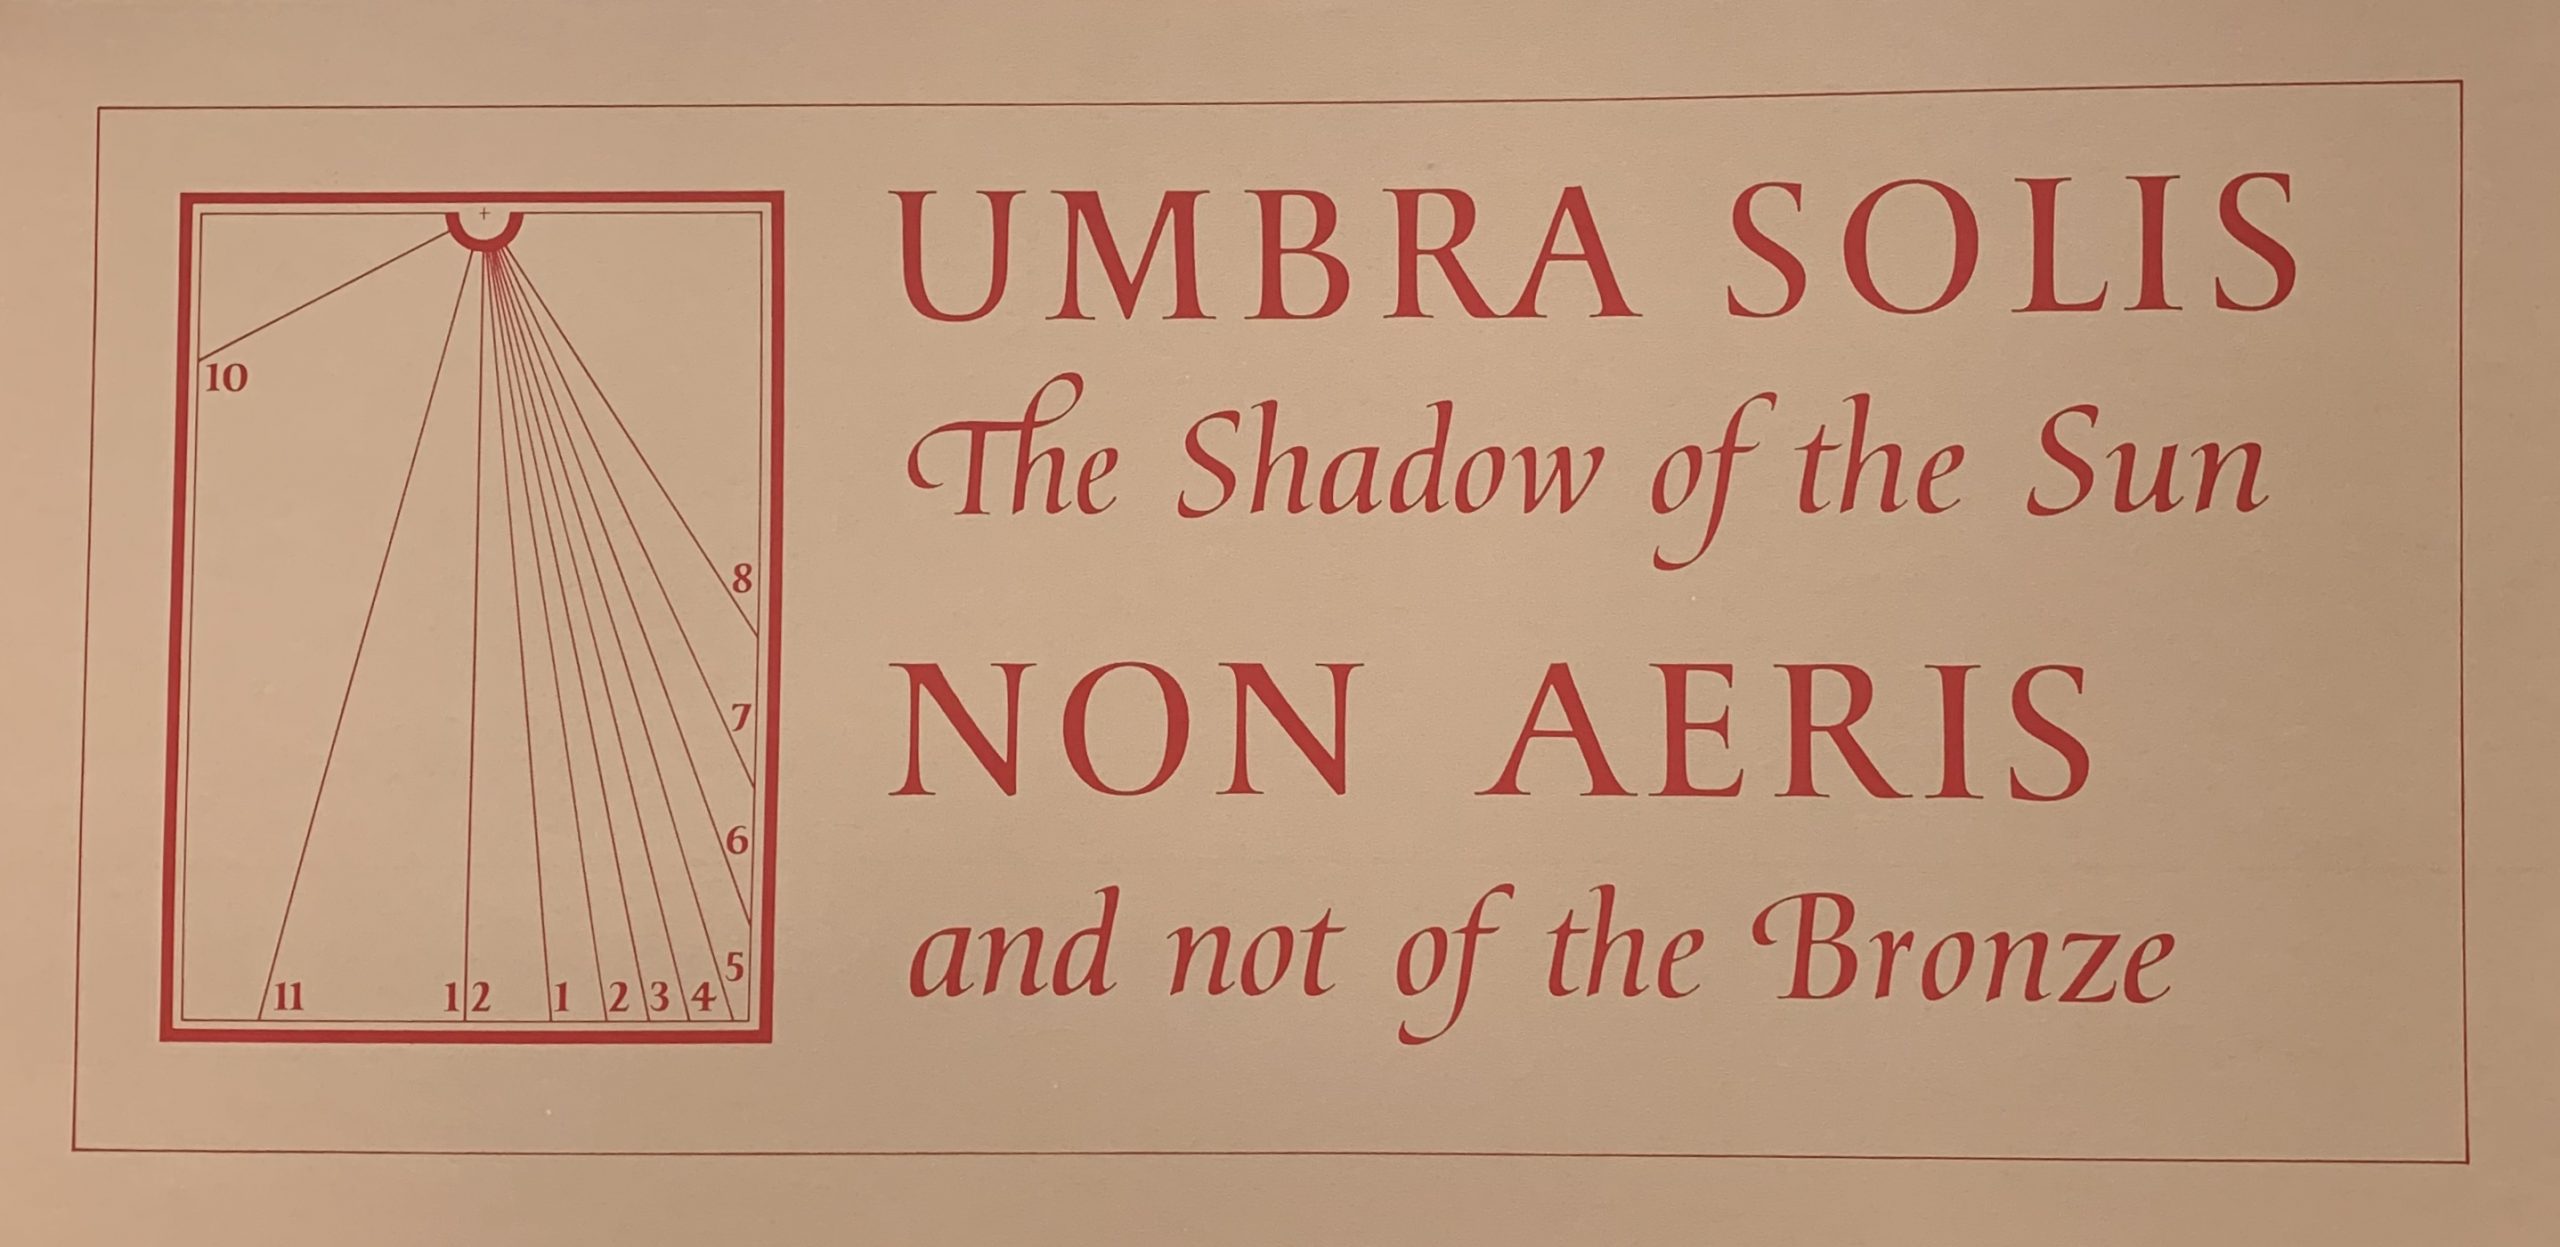 UMBRA SOLIS
The Shadow of the Sun
NON AERIS
and not of the Bronze
10
8
7
6
5
11 12 1 2 3 4